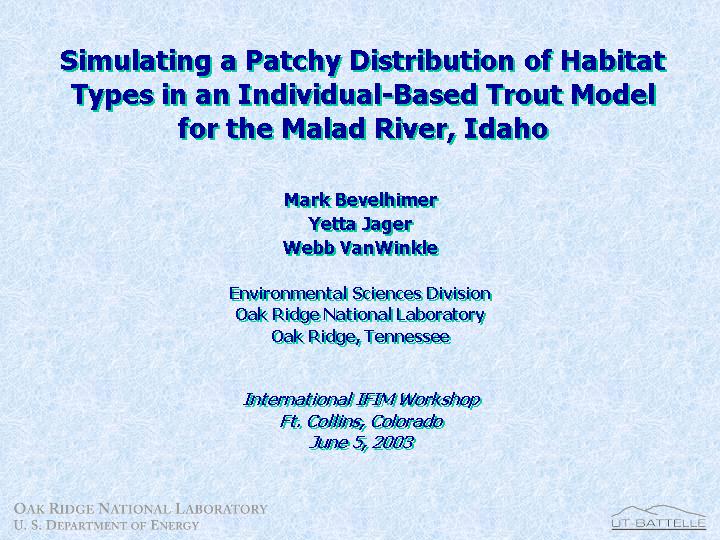 Simulating a Patchy Distribution of Habitat
Types in an Individual-Based Trout Model
for the Malad River, Idaho
Mark Bevelhimer
Yetta Jager
Webb VanWinkle
Environmental Sciences Division
Oak Ridge National Laboratory
Oak Ridge, Tennessee
International IFIM Workshop
Ft. Collins, Colorado
June 5, 2003
OAK RIDGE NATIONAL LABORATORY
U. S. DEPARTMENT OF ENERGY
UT-BATTELLE